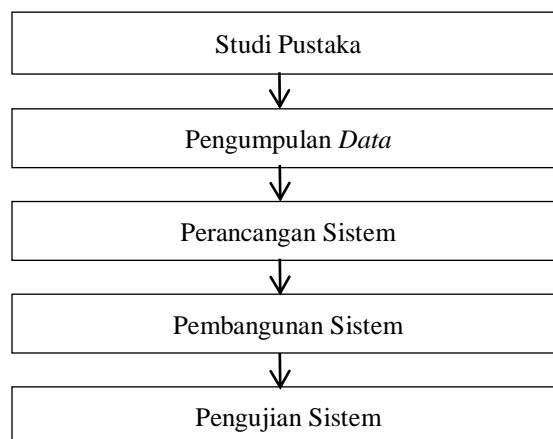 Studi Pustaka
Pengumpulan Data
Perancangan Sistem
Pembangunan Sistem
Pengujian Sistem